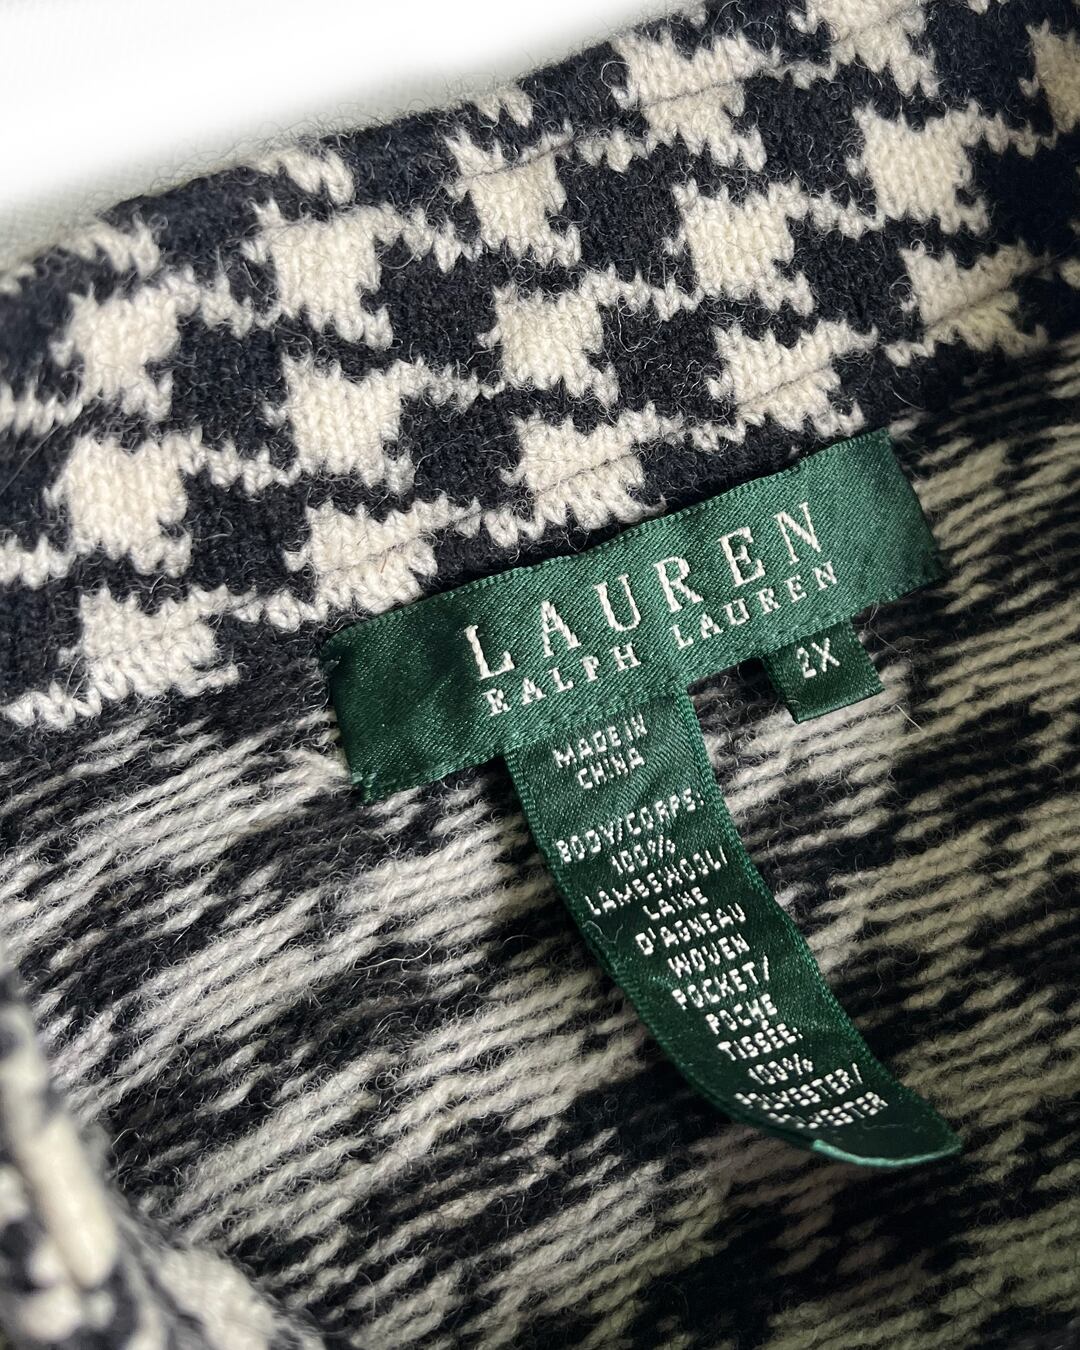 LAUREN
RALPH LAUREN
2X
MADE IN
CHINA
BODY/CORPS:
100%
LAMBSWOOL/
LAINE
D'AGNEAU
WOVEN
POCKET/
POCHE
TISSÉE:
100%
POLYESTER/
POLYESTER